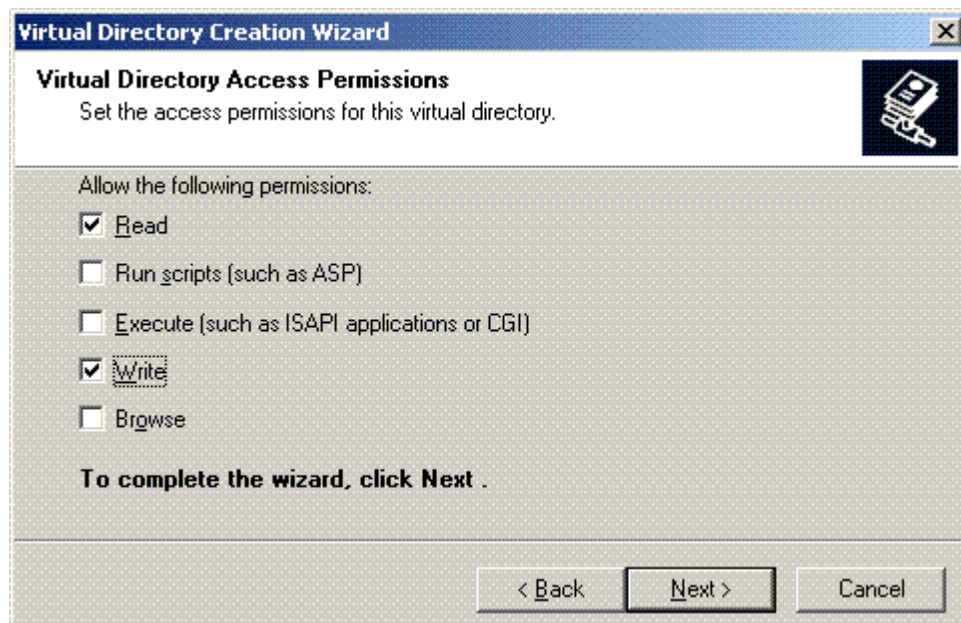 Virtual Directory Creation Wizard
Virtual Directory Access Permissions
Set the access permissions for this virtual directory.
Allow the following permissions:
Read
Run scripts (such as ASP)
Execute (such as ISAPI applications or CGI)
Write
Browse
To complete the wizard, click Next .
< Back Next > Cancel